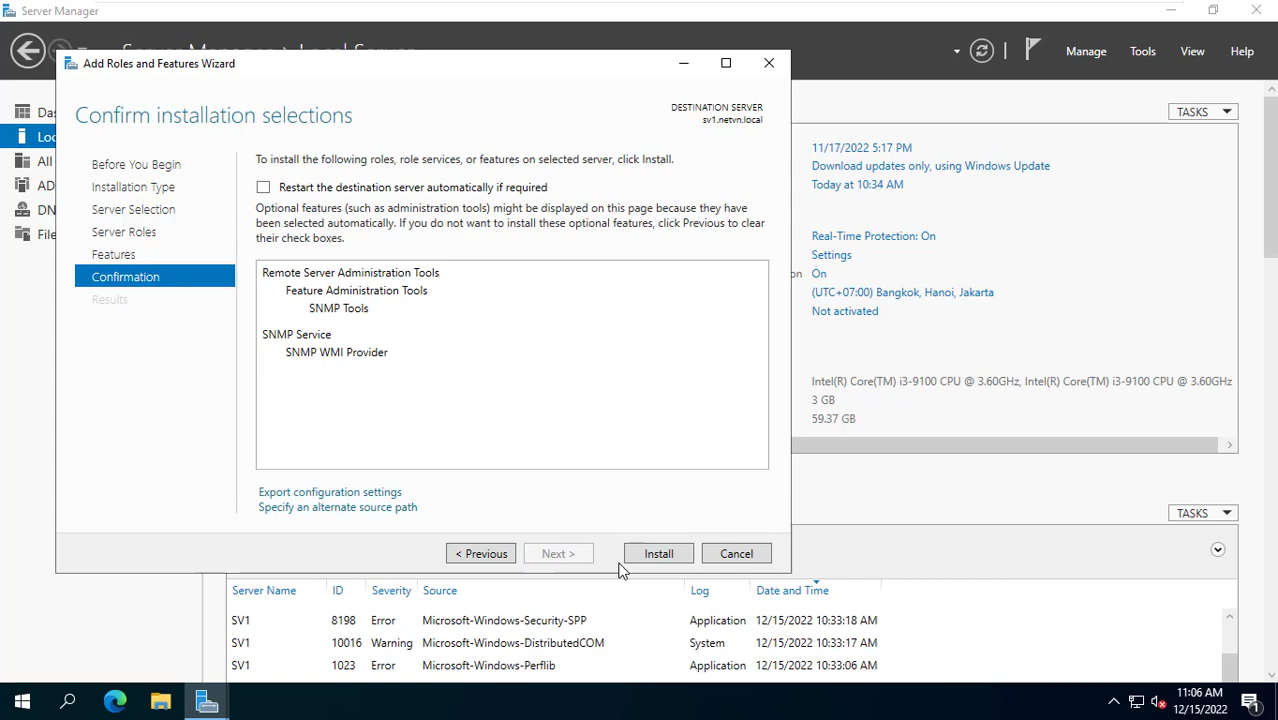 Server Manager
Manage
Tools
View
Help
Add Roles and Features Wizard
Confirm installation selections
DESTINATION SERVER
sv1.netvn.local
Before You Begin
Installation Type
Server Selection
Server Roles
Features
Confirmation
Results
To install the following roles, role services, or features on selected server, click Install.
Restart the destination server automatically if required
Optional features (such as administration tools) might be displayed on this page because they have
been selected automatically. If you do not want to install these optional features, click Previous to clear
their check boxes.
Remote Server Administration Tools
Feature Administration Tools
SNMP Tools
SNMP Service
SNMP WMI Provider
Export configuration settings
Specify an alternate source path
< Previous
Next >
Install
Cancel
Das
Loc
All
AD
DN
File
TASKS
11/17/2022 5:17 PM
Download updates only, using Windows Update
Today at 10:34 AM
Real-Time Protection: On
Settings
on On
(UTC+07:00) Bangkok, Hanoi, Jakarta
Not activated
Intel(R) Core(TM) i3-9100 CPU @ 3.60GHz, Intel(R) Core(TM) i3-9100 CPU @ 3.60GHz
3 GB
59.37 GB
TASKS
Server Name ID Severity Source Log Date and Time
SV1 8198 Error Microsoft-Windows-Security-SPP Application 12/15/2022 10:33:18 AM
SV1 10016 Warning Microsoft-Windows-DistributedCOM System 12/15/2022 10:33:17 AM
SV1 1023 Error Microsoft-Windows-Perflib Application 12/15/2022 10:33:06 AM
11:06 AM
12/15/2022
1